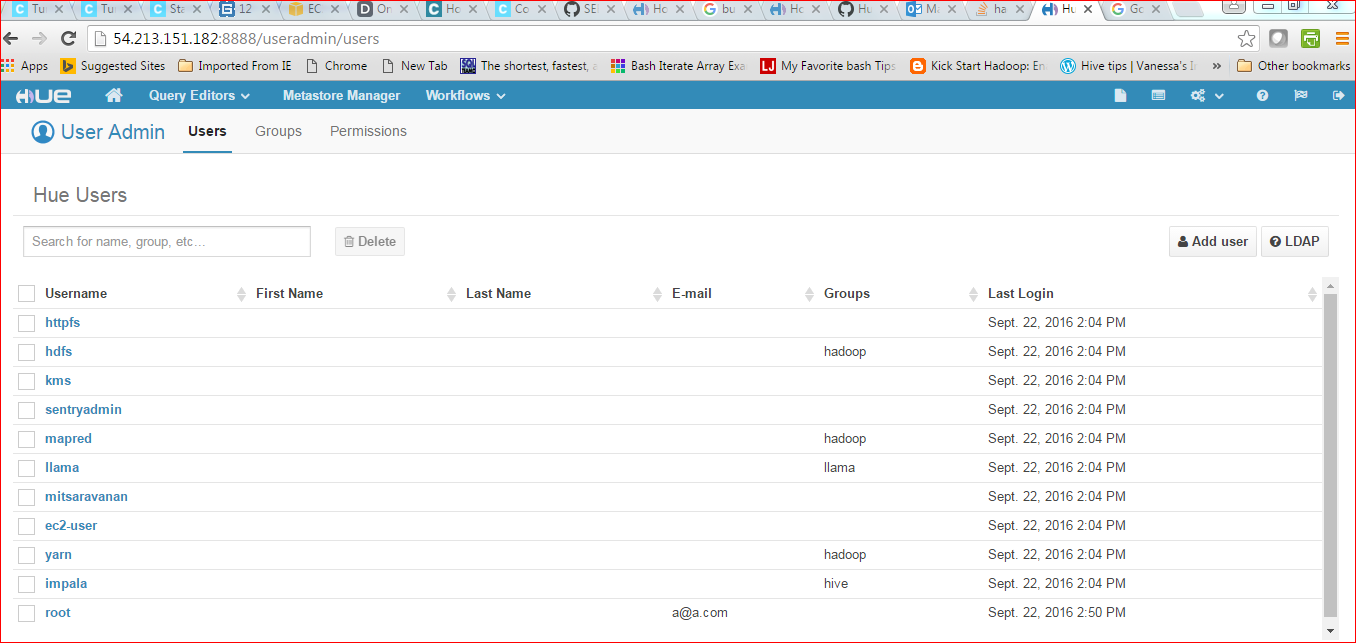 Tu Tu Sta 12 EC Or Ho Co SE Ho bu Ho Hu Ma ha Hu Go
54.213.151.182:8888/useradmin/users
Apps Suggested Sites Imported From IE Chrome New Tab The shortest, fastest, Bash Iterate Array Exa My Favorite bash Tips Kick Start Hadoop: En Hive tips | Vanessa's » Other bookmarks
HUE Query Editors Metastore Manager Workflows
User Admin Users Groups Permissions
Hue Users
Search for name, group, etc... Delete Add user LDAP
Username First Name Last Name E-mail Groups Last Login
httpfs Sept. 22, 2016 2:04 PM
hdfs hadoop Sept. 22, 2016 2:04 PM
kms Sept. 22, 2016 2:04 PM
sentryadmin Sept. 22, 2016 2:04 PM
mapred hadoop Sept. 22, 2016 2:04 PM
llama llama Sept. 22, 2016 2:04 PM
mitsaravanan Sept. 22, 2016 2:04 PM
ec2-user Sept. 22, 2016 2:04 PM
yarn hadoop Sept. 22, 2016 2:04 PM
impala hive Sept. 22, 2016 2:04 PM
root a@a.com Sept. 22, 2016 2:50 PM